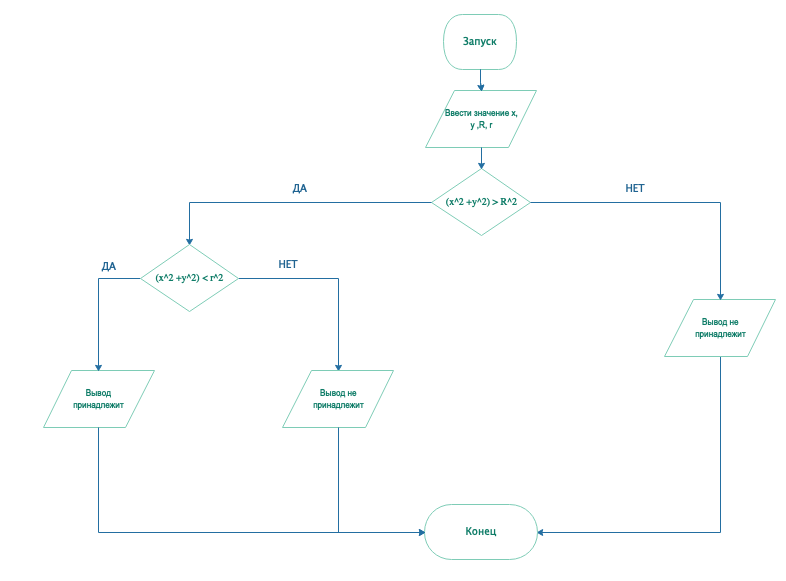 Запуск
Ввести значение x,
y ,R, r
ДА
НЕТ
(x^2 +y^2) > R^2
ДА
НЕТ
(x^2 +y^2) < r^2
Вывод не
принадлежит
Вывод
принадлежит
Вывод не
принадлежит
Конец